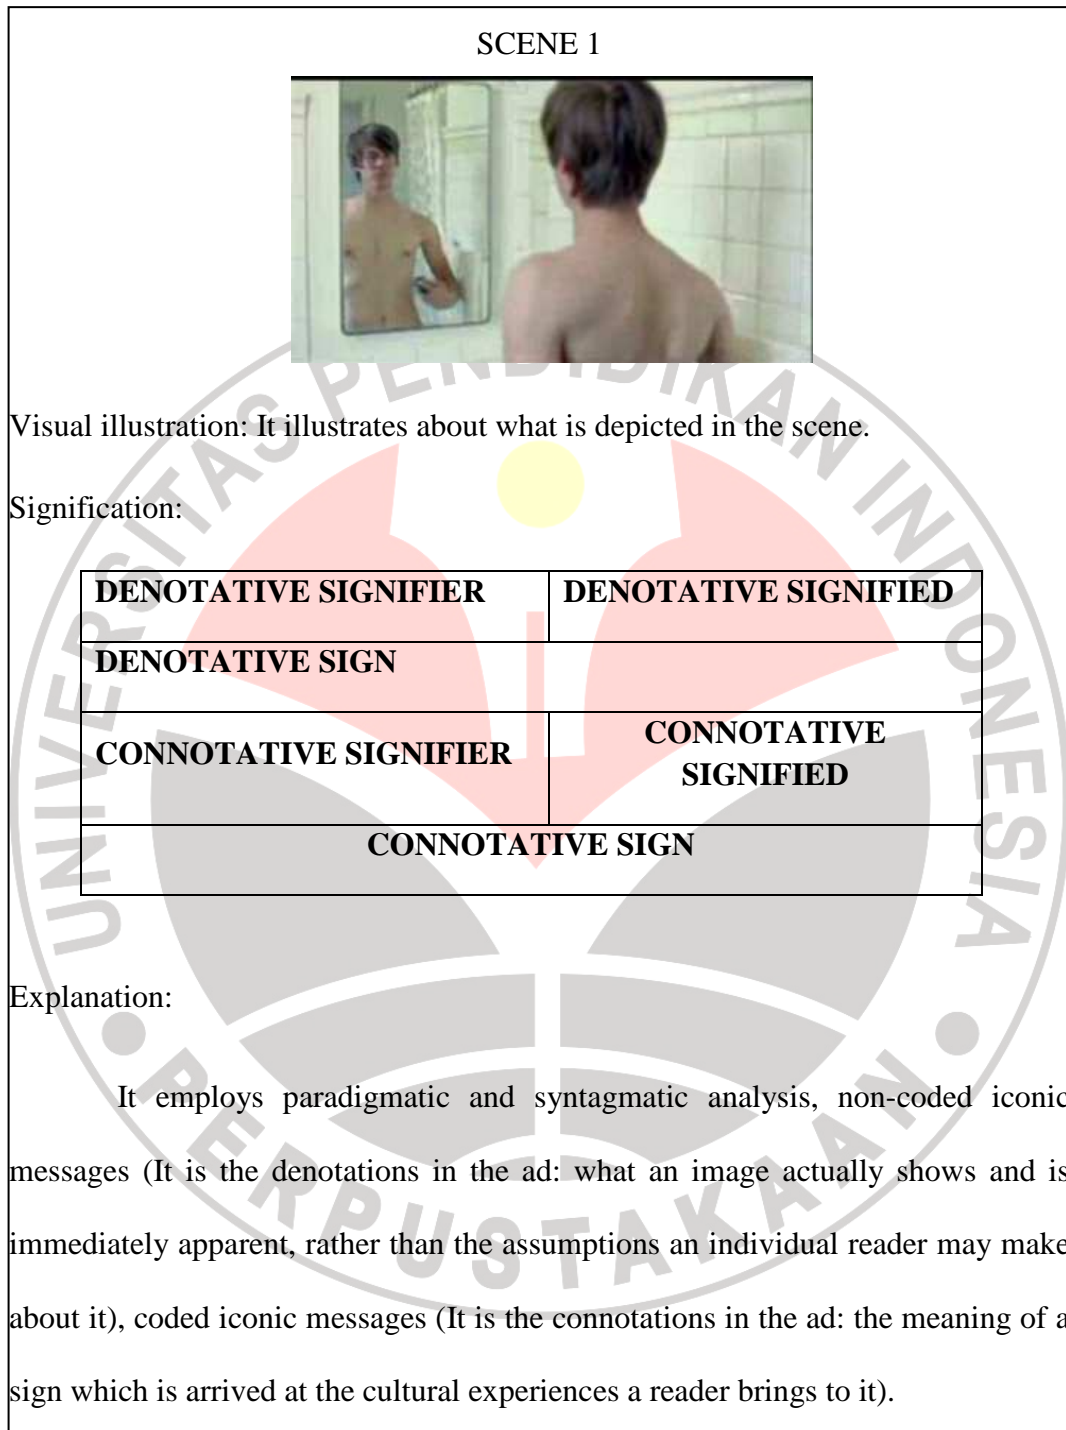 SCENE 1
Visual illustration: It illustrates about what is depicted in the scene.
Signification:
DENOTATIVE SIGNIFIER
DENOTATIVE SIGNIFIED
DENOTATIVE SIGN
CONNOTATIVE SIGNIFIER
CONNOTATIVE
SIGNIFIED
CONNOTATIVE SIGN
Explanation:
It employs paradigmatic and syntagmatic analysis, non-coded iconic
messages (It is the denotations in the ad: what an image actually shows and is
immediately apparent, rather than the assumptions an individual reader may make
about it), coded iconic messages (It is the connotations in the ad: the meaning of a
sign which is arrived at the cultural experiences a reader brings to it).
UNIVERSITAS PENDIDIKAN INDONESIA
PERPUSTAKAAN